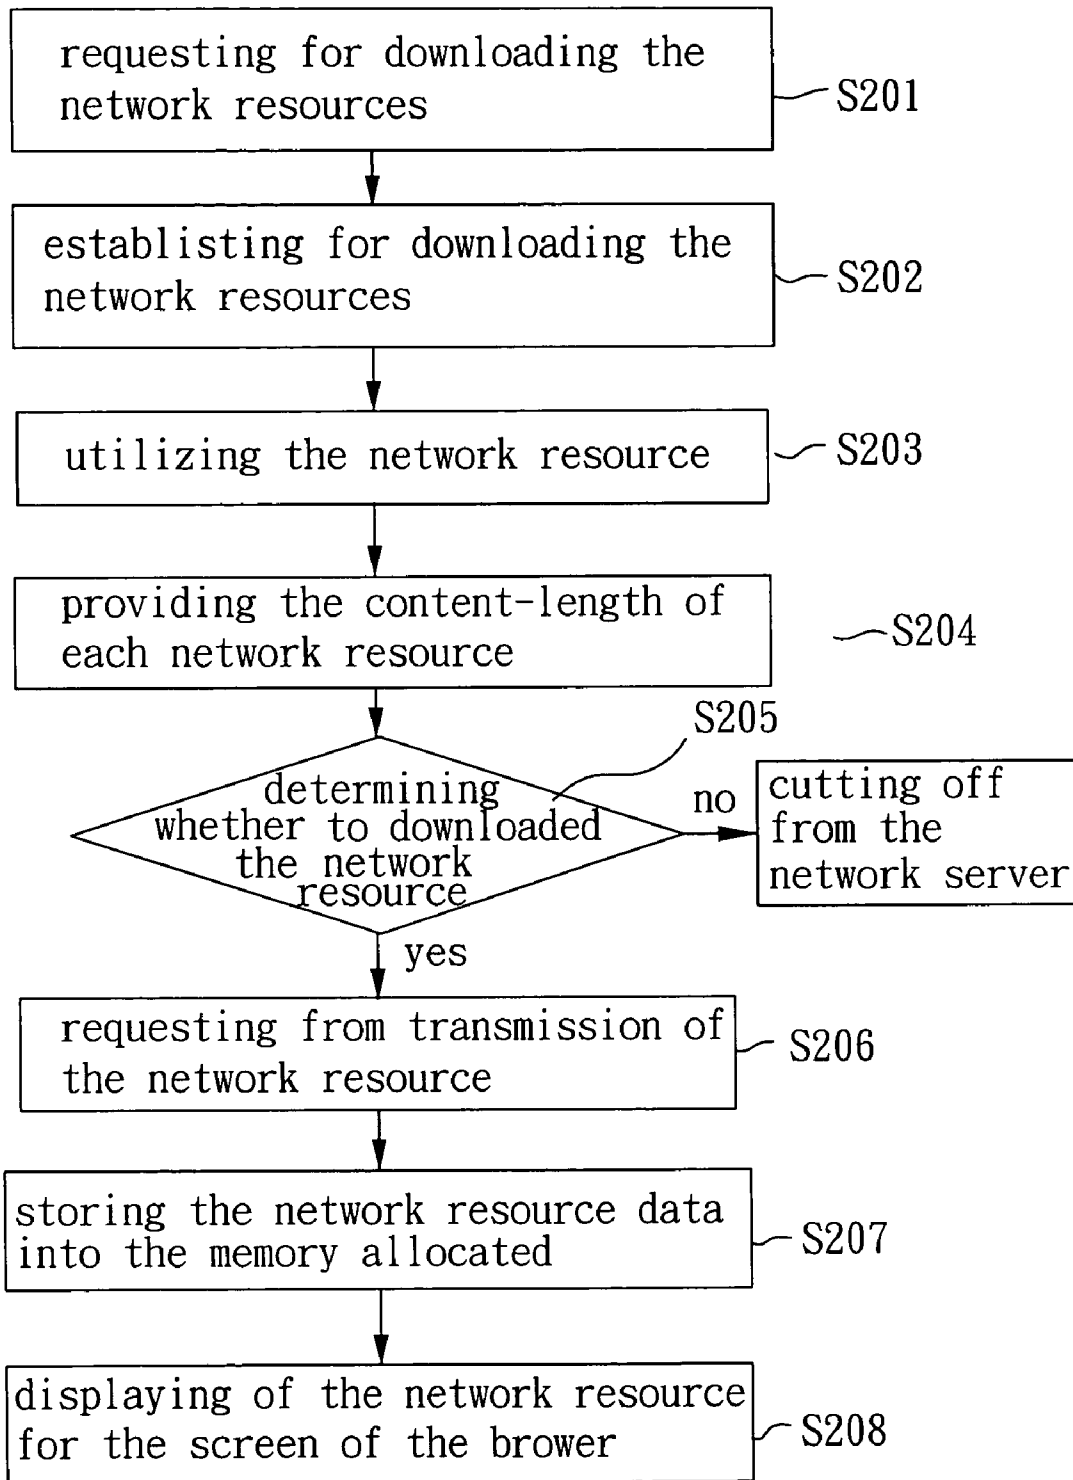 requesting for downloading the
network resources
S201
establisting for downloading the
network resources
S202
utilizing the network resource
S203
providing the content-length of
each network resource
S204
S205
determining
whether to downloaded
the network
resource
no
cutting off
from the
network server
yes
requesting from transmission of
the network resource
S206
storing the network resource data
into the memory allocated
S207
displaying of the network resource
for the screen of the brower
S208